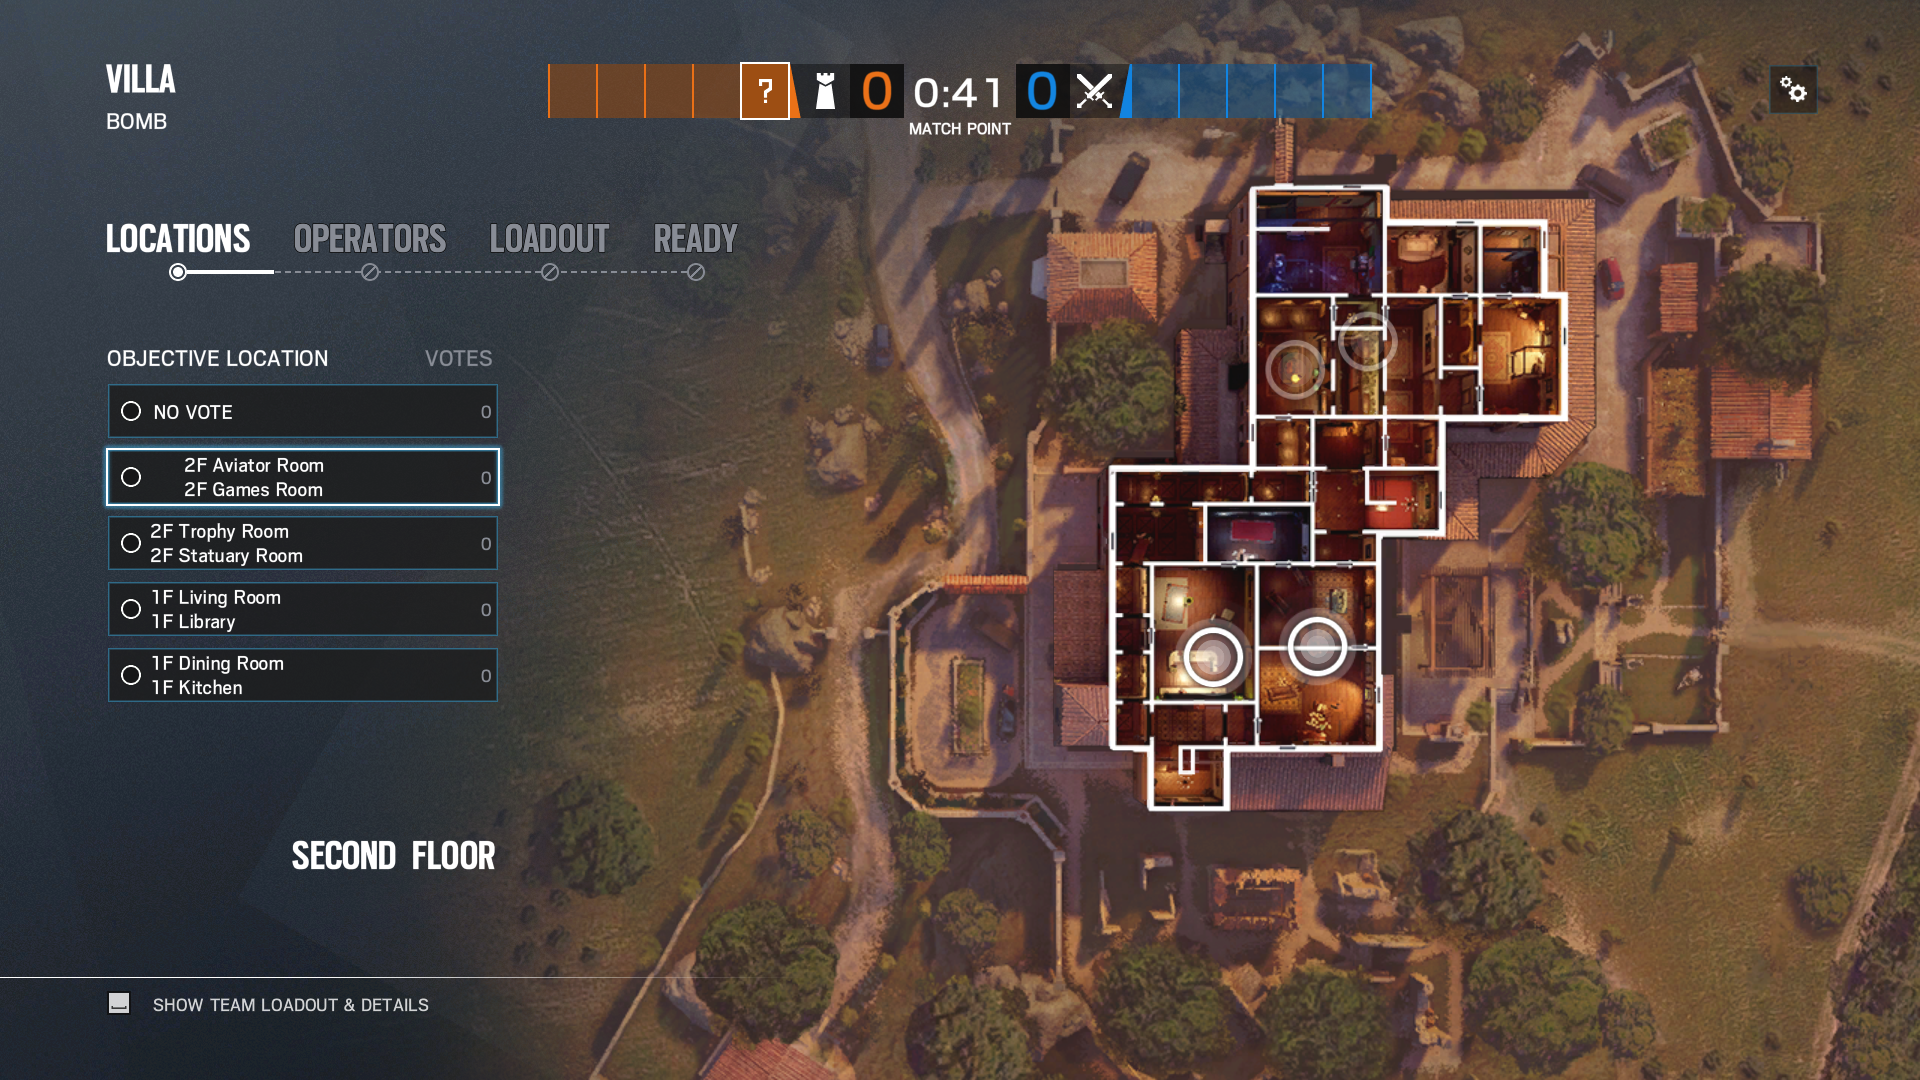 VILLA
BOMB
?
0
0:41
0
MATCH POINT
LOCATIONS
OPERATORS
LOADOUT
READY
OBJECTIVE LOCATION
VOTES
NO VOTE
0
2F Aviator Room
2F Games Room
0
2F Trophy Room
2F Statuary Room
0
1F Living Room
1F Library
0
1F Dining Room
1F Kitchen
0
SECOND FLOOR
SHOW TEAM LOADOUT & DETAILS